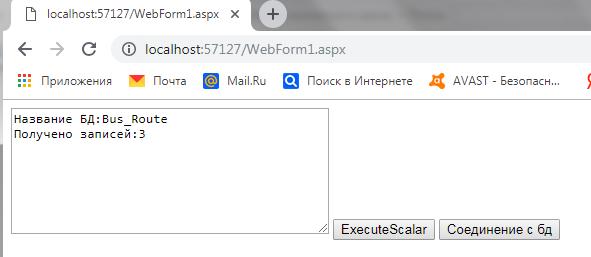 localhost:57127/WebForm1.aspx
localhost:57127/WebForm1.aspx
Приложения Почта Mail.Ru Поиск в Интернете AVAST - Безопасн...
Название БД:Bus_Route
Получено записей:3
ExecuteScalar Соединение с бд